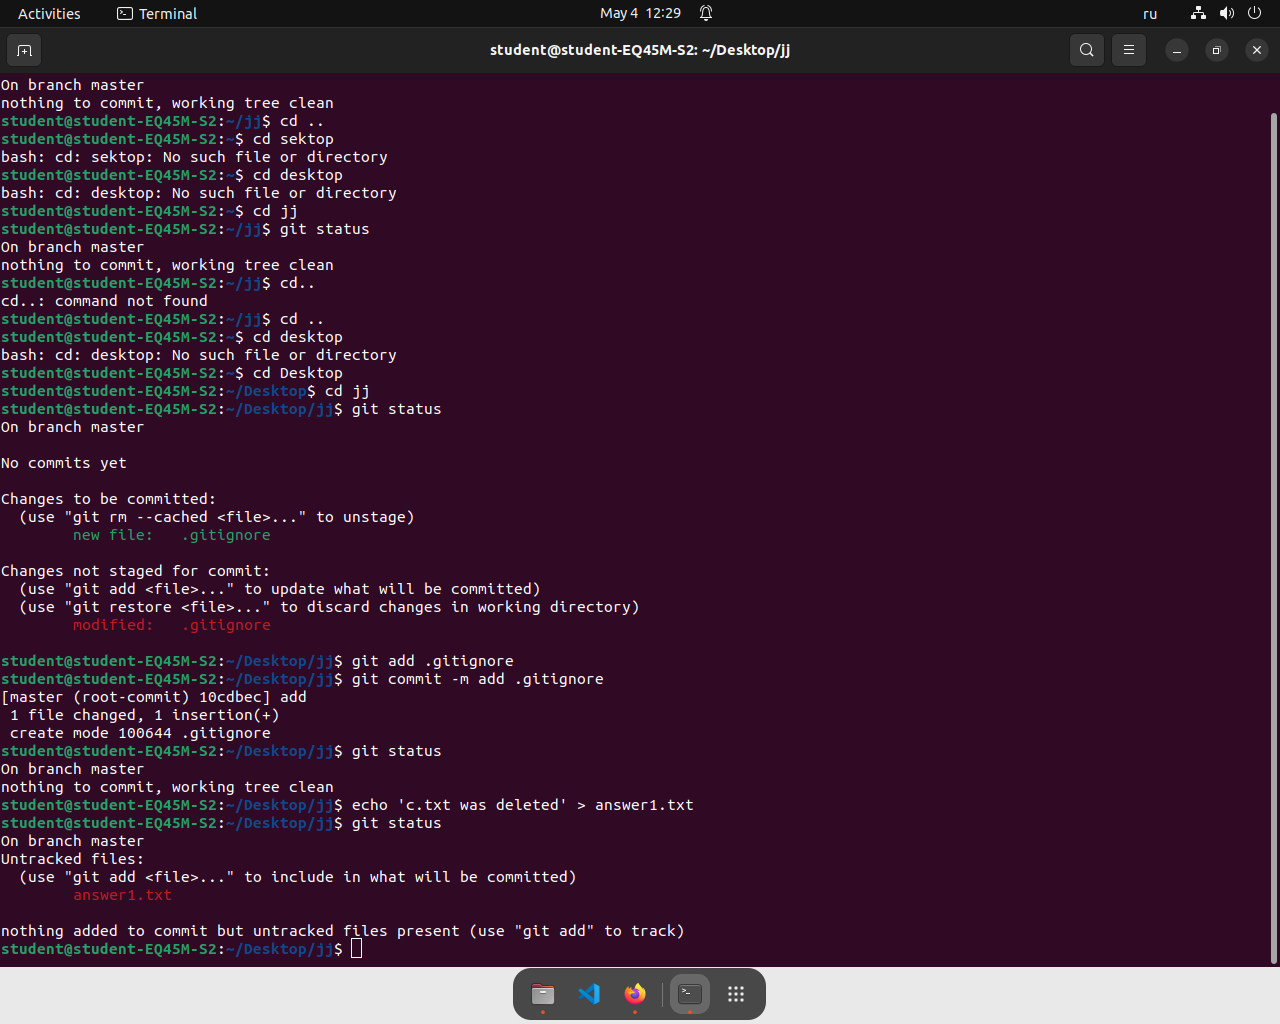 Activities
Terminal
May 4 12:29
ru
student@student-EQ45M-S2: ~/Desktop/jj
On branch master
nothing to commit, working tree clean
student@student-EQ45M-S2:~/jj$ cd ..
student@student-EQ45M-S2:~$ cd sektop
bash: cd: sektop: No such file or directory
student@student-EQ45M-S2:~$ cd desktop
bash: cd: desktop: No such file or directory
student@student-EQ45M-S2:~$ cd jj
student@student-EQ45M-S2:~/jj$ git status
On branch master
nothing to commit, working tree clean
student@student-EQ45M-S2:~/jj$ cd..
cd..: command not found
student@student-EQ45M-S2:~/jj$ cd ..
student@student-EQ45M-S2:~$ cd desktop
bash: cd: desktop: No such file or directory
student@student-EQ45M-S2:~$ cd Desktop
student@student-EQ45M-S2:~/Desktop$ cd jj
student@student-EQ45M-S2:~/Desktop/jj$ git status
On branch master

No commits yet

Changes to be committed:
  (use "git rm --cached <file>..." to unstage)
        new file:   .gitignore

Changes not staged for commit:
  (use "git add <file>..." to update what will be committed)
  (use "git restore <file>..." to discard changes in working directory)
        modified:   .gitignore

student@student-EQ45M-S2:~/Desktop/jj$ git add .gitignore
student@student-EQ45M-S2:~/Desktop/jj$ git commit -m add .gitignore
[master (root-commit) 10cdbec] add
 1 file changed, 1 insertion(+)
 create mode 100644 .gitignore
student@student-EQ45M-S2:~/Desktop/jj$ git status
On branch master
nothing to commit, working tree clean
student@student-EQ45M-S2:~/Desktop/jj$ echo 'c.txt was deleted' > answer1.txt
student@student-EQ45M-S2:~/Desktop/jj$ git status
On branch master
Untracked files:
  (use "git add <file>..." to include in what will be committed)
        answer1.txt

nothing added to commit but untracked files present (use "git add" to track)
student@student-EQ45M-S2:~/Desktop/jj$